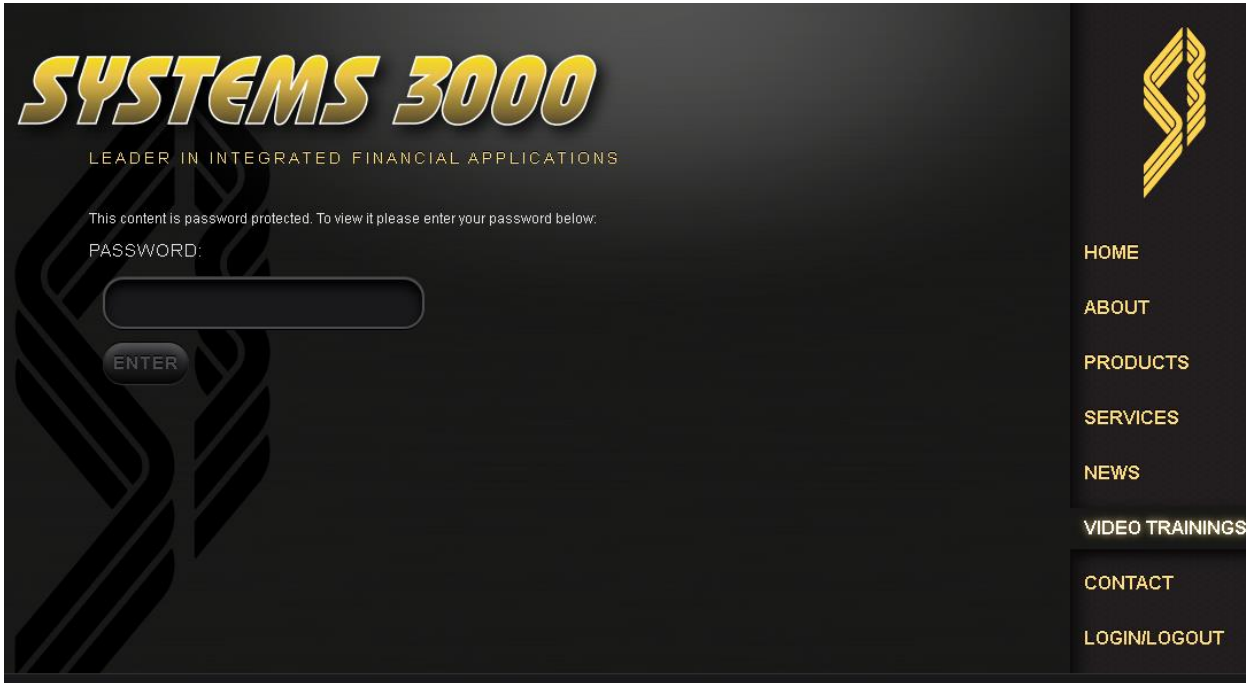 SYSTEMS 3000
LEADER IN INTEGRATED FINANCIAL APPLICATIONS
This content is password protected. To view it please enter your password below:
PASSWORD:
ENTER
HOME
ABOUT
PRODUCTS
SERVICES
NEWS
VIDEO TRAININGS
CONTACT
LOGIN/LOGOUT